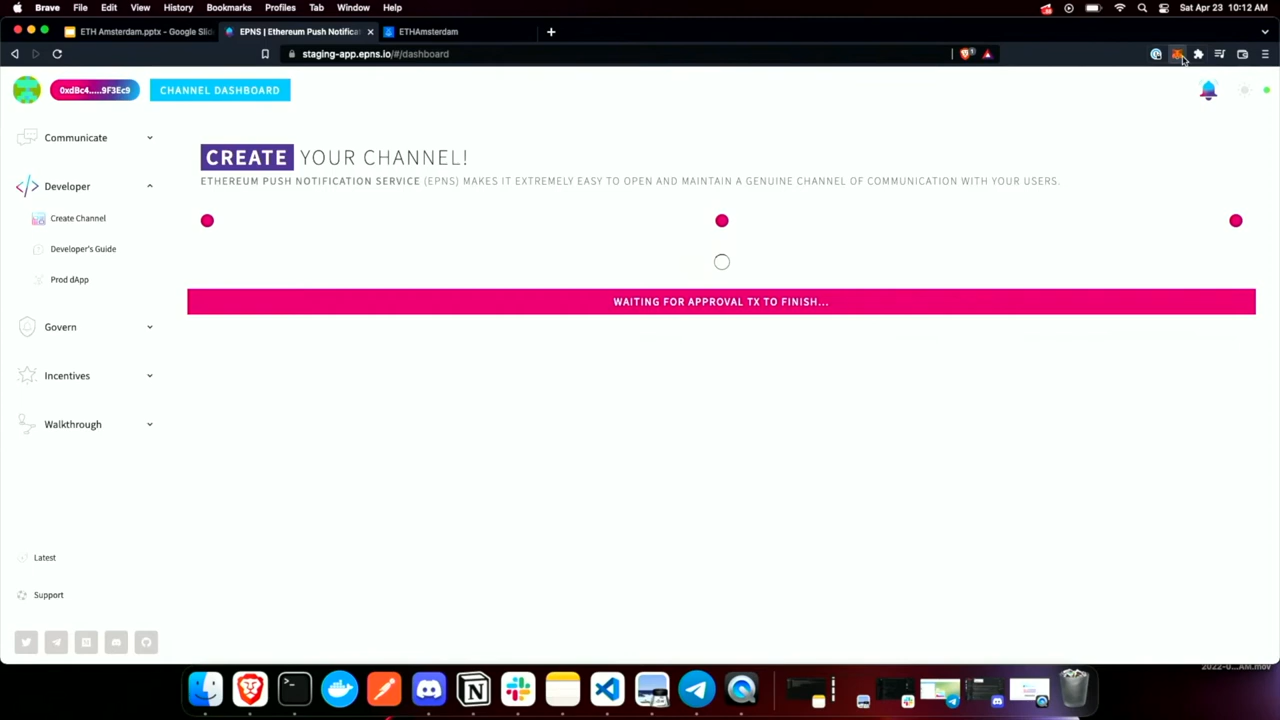 Brave File Edit View History Bookmarks Profiles Tab Window Help
Sat Apr 23 10:12 AM
ETH Amsterdam.pptx - Google Slid
EPNS | Ethereum Push Notificat
ETHAmsterdam
staging-app.epns.io/#/dashboard
0xdBc4.....9F3Ec9
CHANNEL DASHBOARD
Communicate
Developer
Create Channel
Developer's Guide
Prod dApp
Govern
Incentives
Walkthrough
Latest
Support
CREATE YOUR CHANNEL!
ETHEREUM PUSH NOTIFICATION SERVICE (EPNS) MAKES IT EXTREMELY EASY TO OPEN AND MAINTAIN A GENUINE CHANNEL OF COMMUNICATION WITH YOUR USERS.
WAITING FOR APPROVAL TX TO FINISH...
2022-0...AM.mov